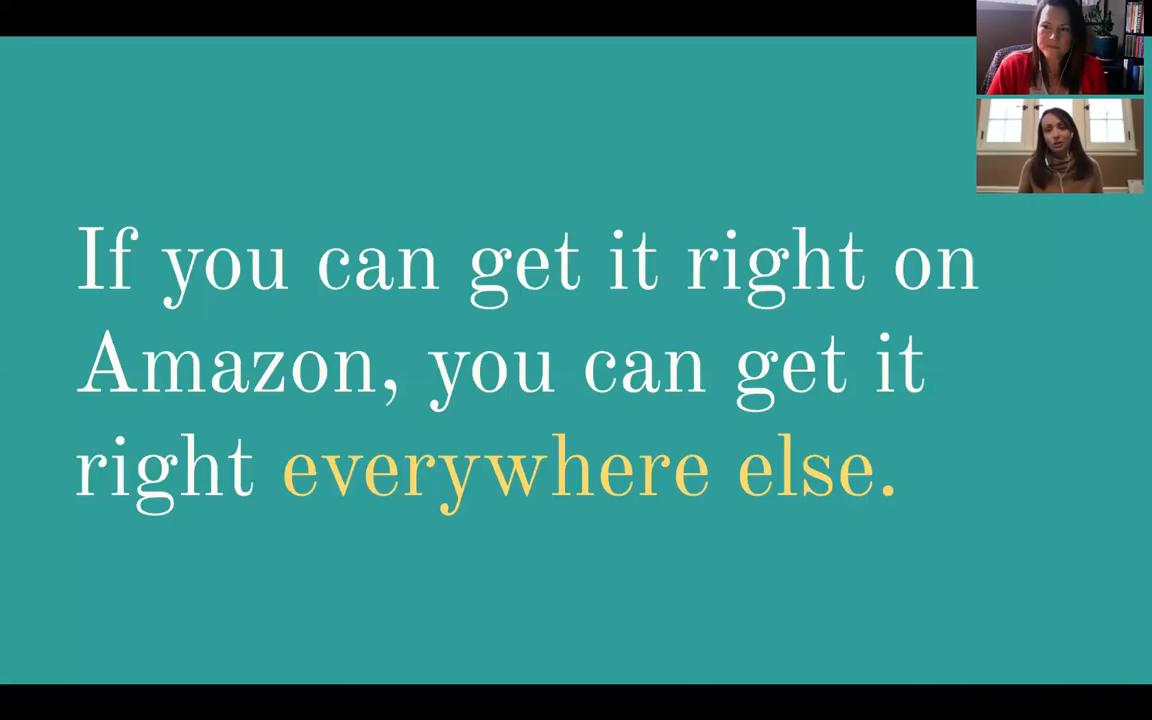 If you can get it right on
Amazon, you can get it
right everywhere else.